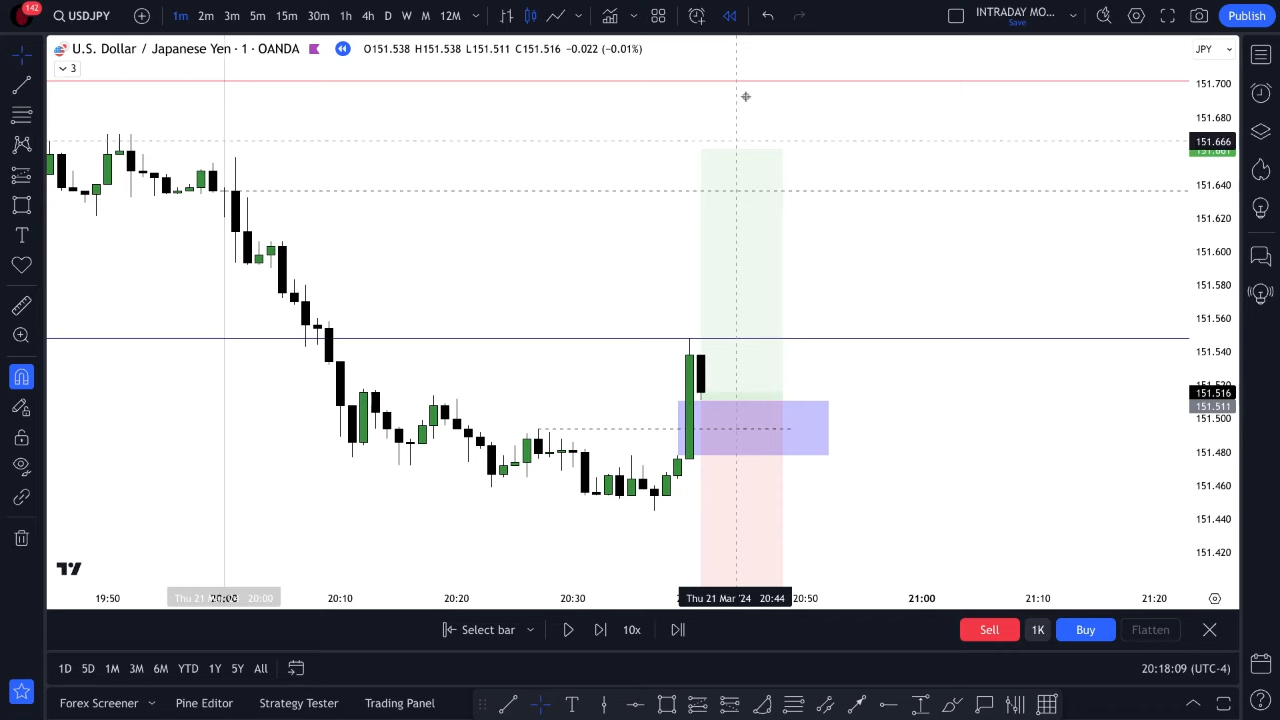 142
USDJPY
1m 2m 3m 5m 15m 30m 1h 4h D W M 12M
INTRADAY MO...
Save
Publish
U.S. Dollar / Japanese Yen · 1 · OANDA
O151.538 H151.538 L151.511 C151.516 −0.022 (−0.01%)
JPY
3
151.700
151.680
151.666
151.640
151.620
151.600
151.580
151.560
151.540
151.516
151.511
151.500
151.480
151.460
151.440
151.420
19:50
20:00
20:10
20:20
20:30
Thu 21 Mar '24 20:44
20:50
21:00
21:10
21:20
Select bar
10x
Sell
1K
Buy
Flatten
1D 5D 1M 3M 6M YTD 1Y 5Y All
20:18:09 (UTC-4)
Forex Screener
Pine Editor
Strategy Tester
Trading Panel